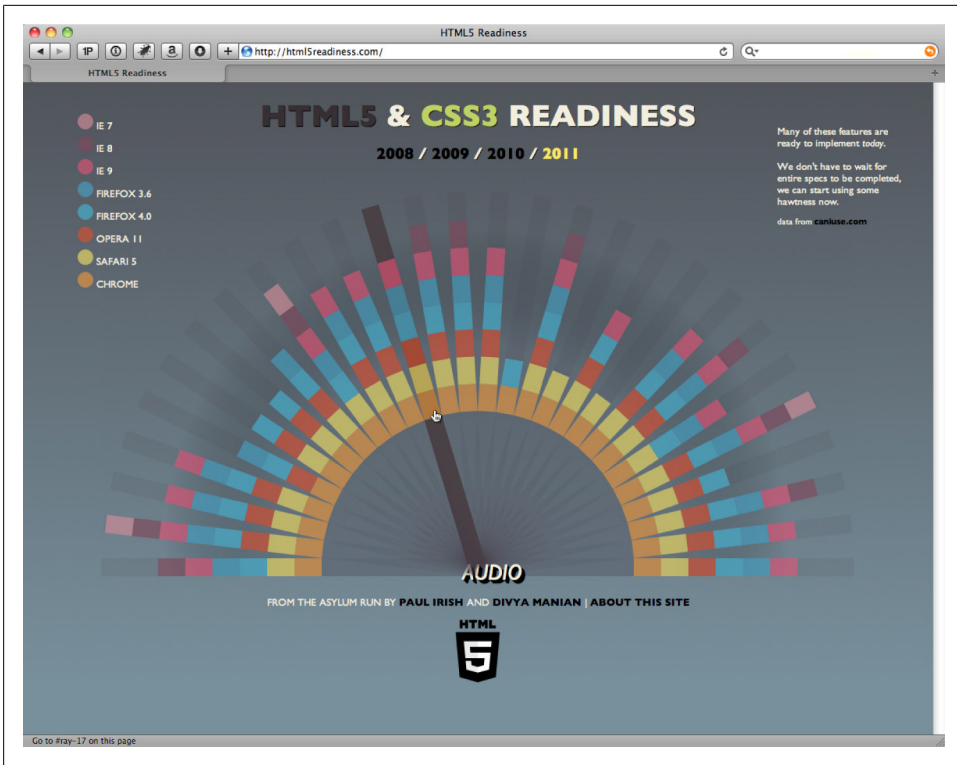 HTML5 Readiness
1P
a
http://html5readiness.com/
HTML5 Readiness
HTML5 & CSS3 READINESS
2008 / 2009 / 2010 / 2011
IE 7
IE 8
IE 9
FIREFOX 3.6
FIREFOX 4.0
OPERA 11
SAFARI 5
CHROME
Many of these features are
ready to implement today.
We don't have to wait for
entire specs to be completed,
we can start using some
hawtness now.
data from caniuse.com
AUDIO
FROM THE ASYLUM RUN BY PAUL IRISH AND DIVYA MANIAN | ABOUT THIS SITE
HTML
5
Go to #ray-17 on this page